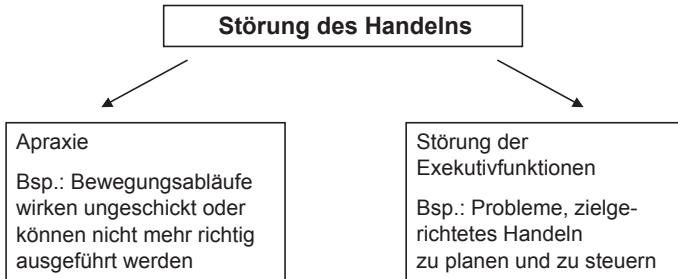 Störung des Handelns
Apraxie
Bsp.: Bewegungsabläufe
wirken ungeschickt oder
können nicht mehr richtig
ausgeführt werden
Störung der
Exekutivfunktionen
Bsp.: Probleme, zielge-
richtetes Handeln
zu planen und zu steuern